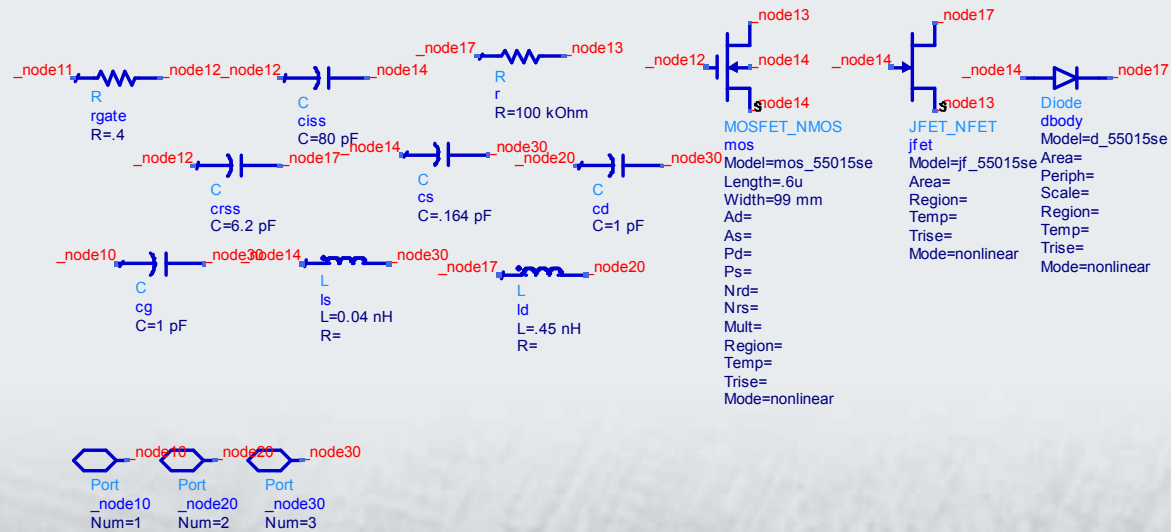 _node11
_node12
R
rgate
R=.4
_node12
_node14
C
ciss
C=80 pF
_node17
_node13
R
r
R=100 kOhm
_node13
_node12
_node14
s
_node14
MOSFET_NMOS
mos
Model=mos_55015se
Length=.6u
Width=99 mm
Ad=
As=
Pd=
Ps=
Nrd=
Nrs=
Mult=
Region=
Temp=
Trise=
Mode=nonlinear
_node17
_node14
s
_node13
JFET_NFET
jfet
Model=jf_55015se
Area=
Region=
Temp=
Trise=
Mode=nonlinear
_node14
_node17
Diode
dbody
Model=d_55015se
Area=
Periph=
Scale=
Region=
Temp=
Trise=
Mode=nonlinear
_node12
_node17
C
crss
C=6.2 pF
_node14
_node30
C
cs
C=.164 pF
_node20
_node30
C
cd
C=1 pF
_node10
_node30
C
cg
C=1 pF
_node14
_node30
L
ls
L=0.04 nH
R=
_node17
_node20
L
ld
L=.45 nH
R=
_node10
Port
_node10
Num=1
_node20
Port
_node20
Num=2
_node30
Port
_node30
Num=3